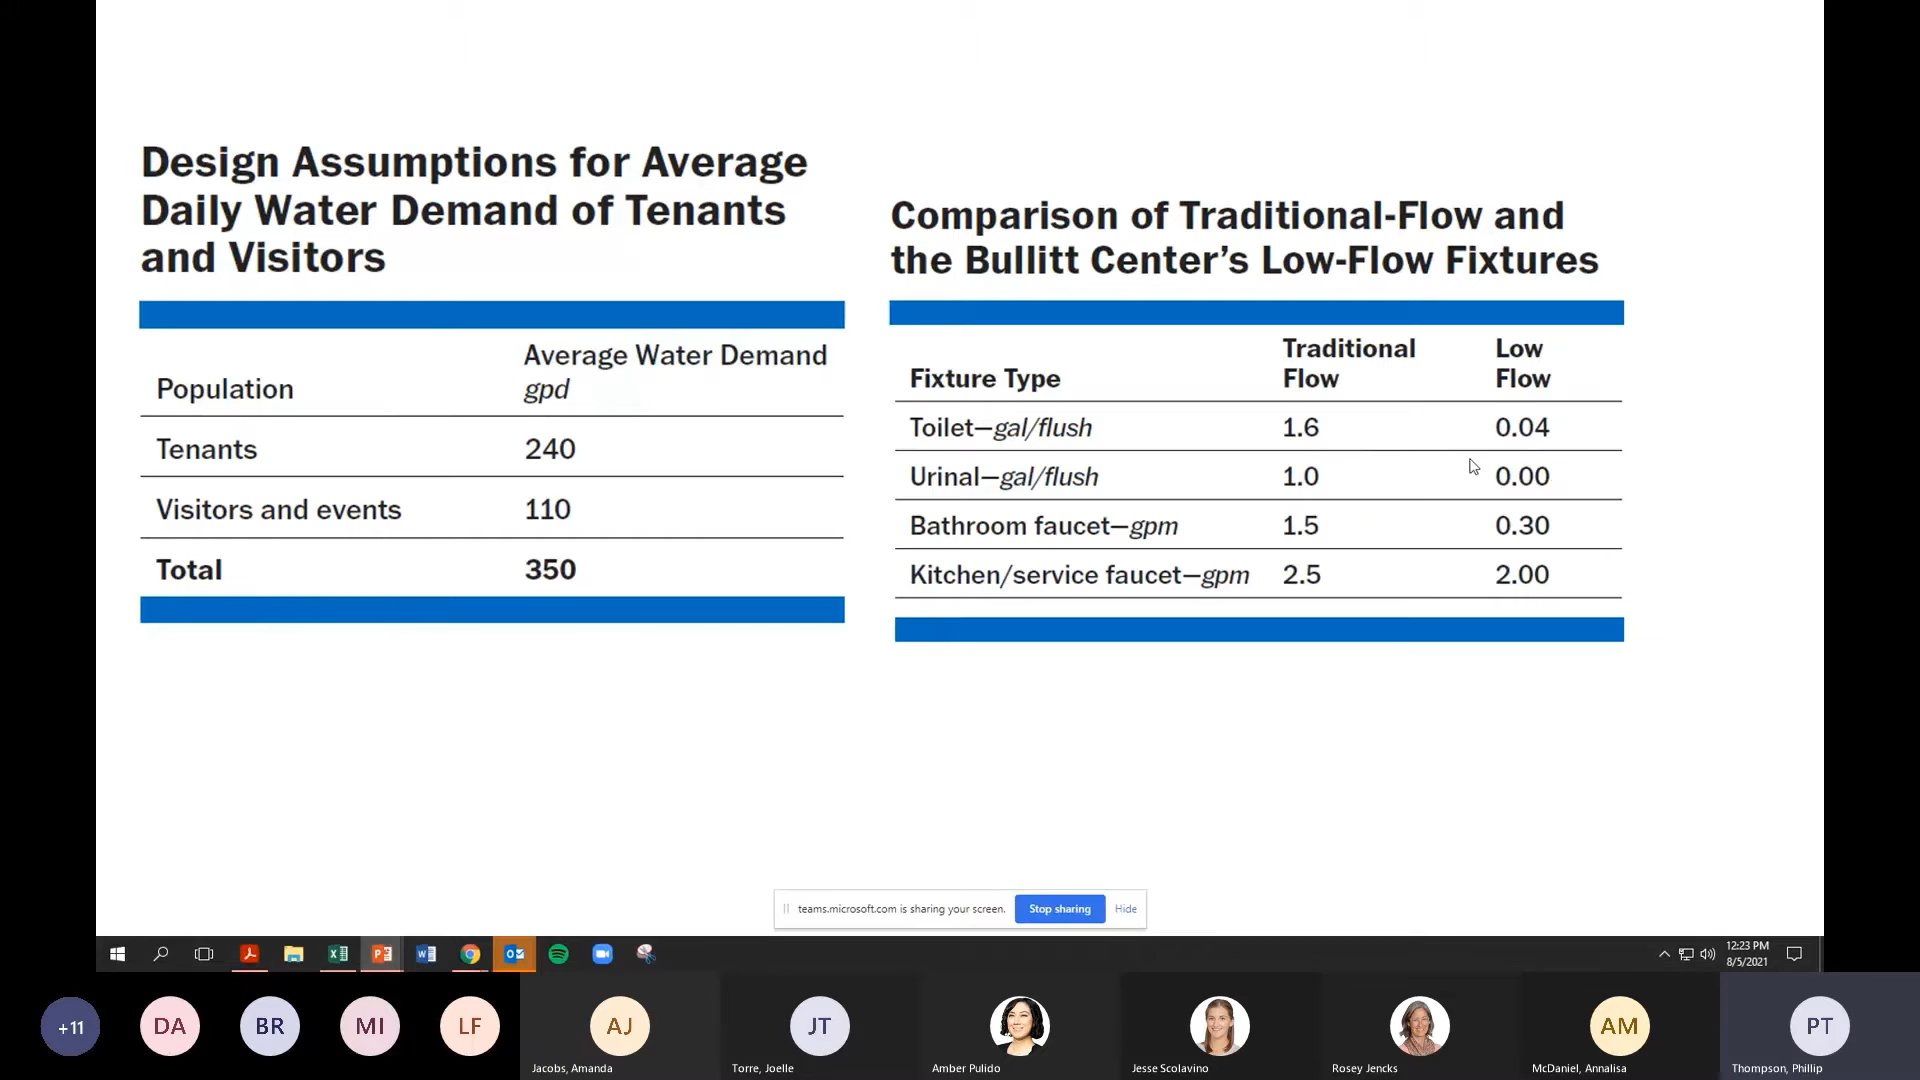 Design Assumptions for Average
Daily Water Demand of Tenants
and Visitors
Population
Average Water Demand
gpd
Tenants 240
Visitors and events 110
Total 350
Comparison of Traditional-Flow and
the Bullitt Center’s Low-Flow Fixtures
Fixture Type
Traditional
Flow
Low
Flow
Toilet—gal/flush 1.6 0.04
Urinal—gal/flush 1.0 0.00
Bathroom faucet—gpm 1.5 0.30
Kitchen/service faucet—gpm 2.5 2.00
teams.microsoft.com is sharing your screen. Stop sharing Hide
12:23 PM
8/5/2021
+11 DA BR MI LF AJ JT AM PT
Jacobs, Amanda Torre, Joelle Amber Pulido Jesse Scolavino Rosey Jencks McDaniel, Annalisa Thompson, Phillip